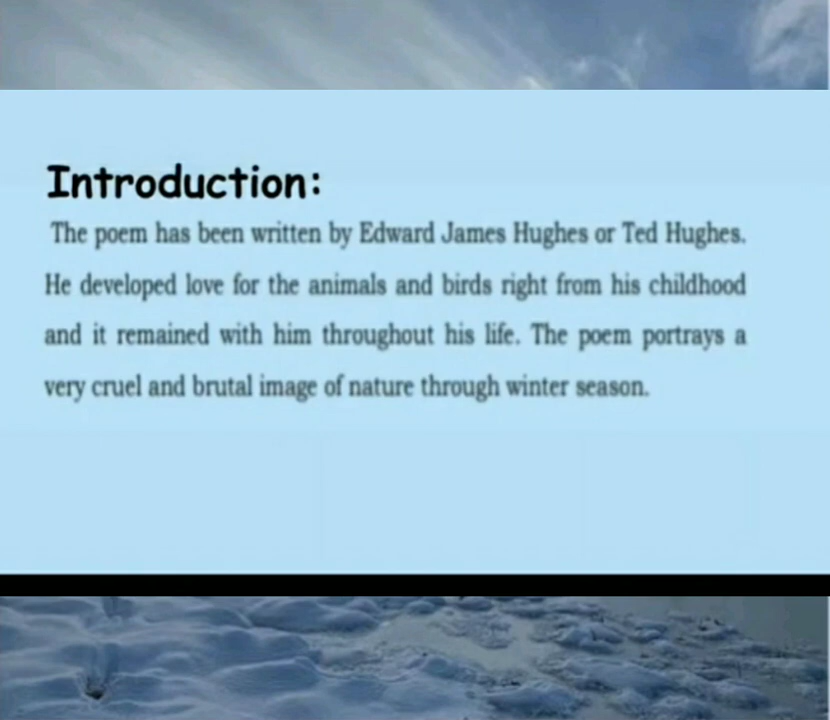 Introduction:
The poem has been written by Edward James Hughes or Ted Hughes.
He developed love for the animals and birds right from his childhood
and it remained with him throughout his life. The poem portrays a
very cruel and brutal image of nature through winter season.